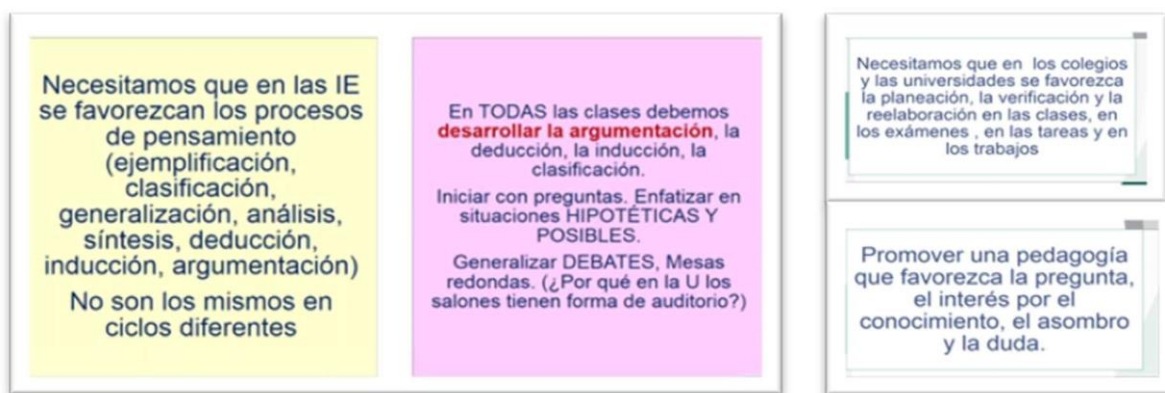 Necesitamos que en las IE
se favorezcan los procesos
de pensamiento
(ejemplificación,
clasificación,
generalización, análisis,
síntesis, deducción,
inducción, argumentación)
No son los mismos en
ciclos diferentes
En TODAS las clases debemos
desarrollar la argumentación, la
deducción, la inducción, la
clasificación.
Iniciar con preguntas. Enfatizar en
situaciones HIPOTÉTICAS Y
POSIBLES.
Generalizar DEBATES, Mesas
redondas. (¿Por qué en la U los
salones tienen forma de auditorio?)
Necesitamos que en los colegios
y las universidades se favorezca
la planeación, la verificación y la
reelaboración en las clases, en
los exámenes , en las tareas y en
los trabajos
Promover una pedagogía
que favorezca la pregunta,
el interés por el
conocimiento, el asombro
y la duda.